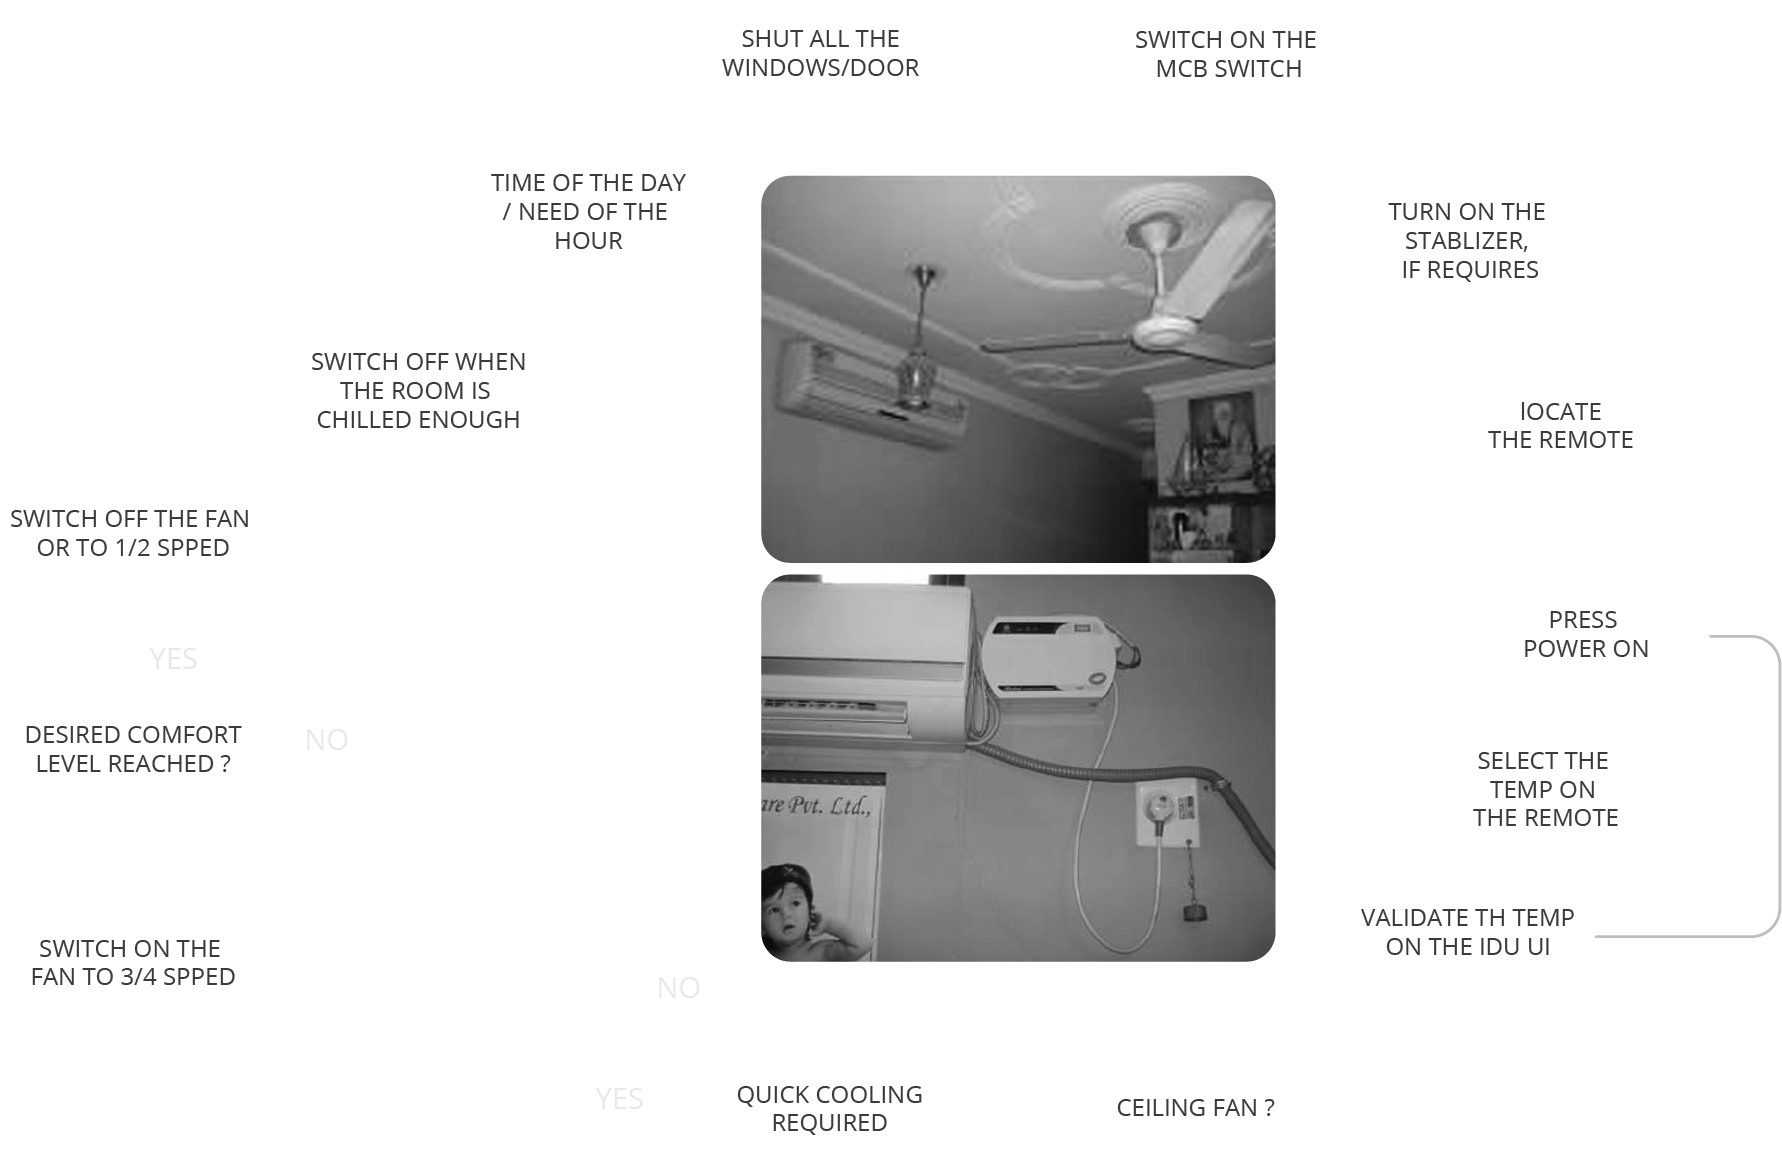 SHUT ALL THE
WINDOWS/DOOR
SWITCH ON THE
MCB SWITCH
TIME OF THE DAY
/ NEED OF THE
HOUR
TURN ON THE
STABLIZER,
IF REQUIRES
SWITCH OFF WHEN
THE ROOM IS
CHILLED ENOUGH
lOCATE
THE REMOTE
SWITCH OFF THE FAN
OR TO 1/2 SPPED
PRESS
POWER ON
YES
DESIRED COMFORT
LEVEL REACHED ?
NO
SELECT THE
TEMP ON
THE REMOTE
are Pvt. Ltd.,
VALIDATE TH TEMP
ON THE IDU UI
SWITCH ON THE
FAN TO 3/4 SPPED
NO
YES
QUICK COOLING
REQUIRED
CEILING FAN ?